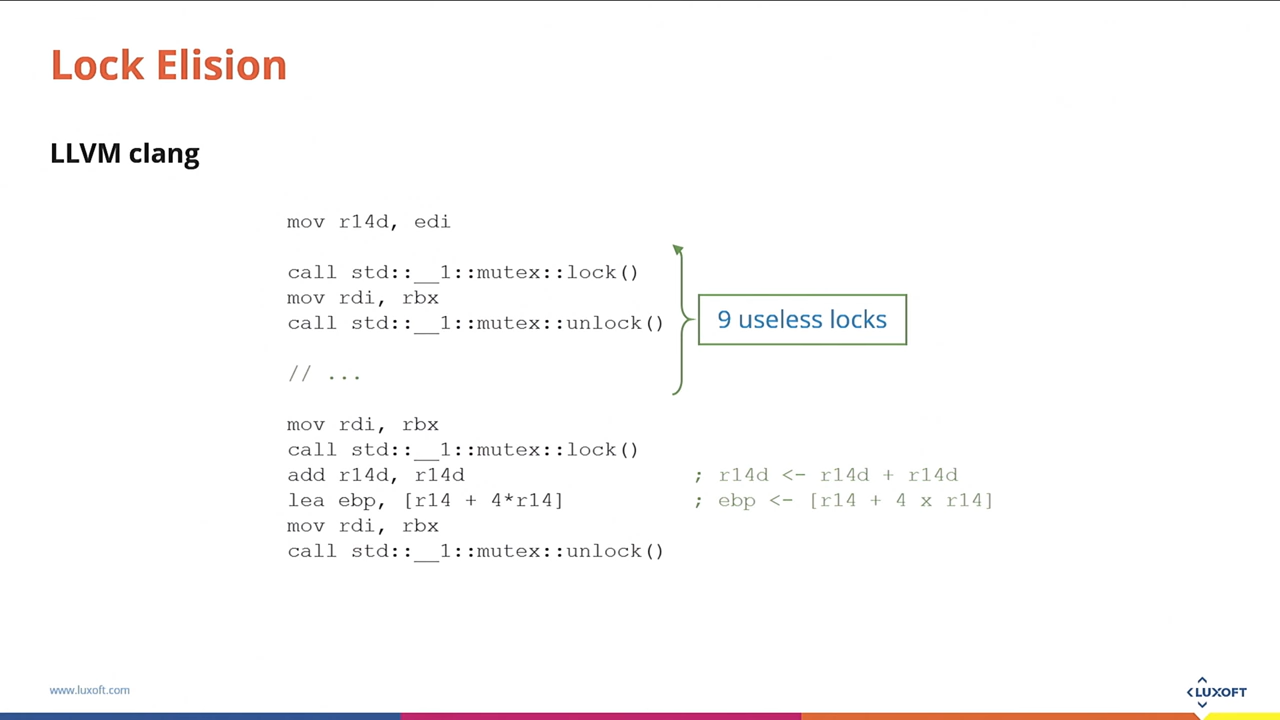 Lock Elision
LLVM clang
mov r14d, edi
call std::__1::mutex::lock()
mov rdi, rbx
call std::__1::mutex::unlock()
9 useless locks
// ...
mov rdi, rbx
call std::__1::mutex::lock()
add r14d, r14d ; r14d <- r14d + r14d
lea ebp, [r14 + 4*r14] ; ebp <- [r14 + 4 x r14]
mov rdi, rbx
call std::__1::mutex::unlock()
www.luxoft.com
LUXOFT